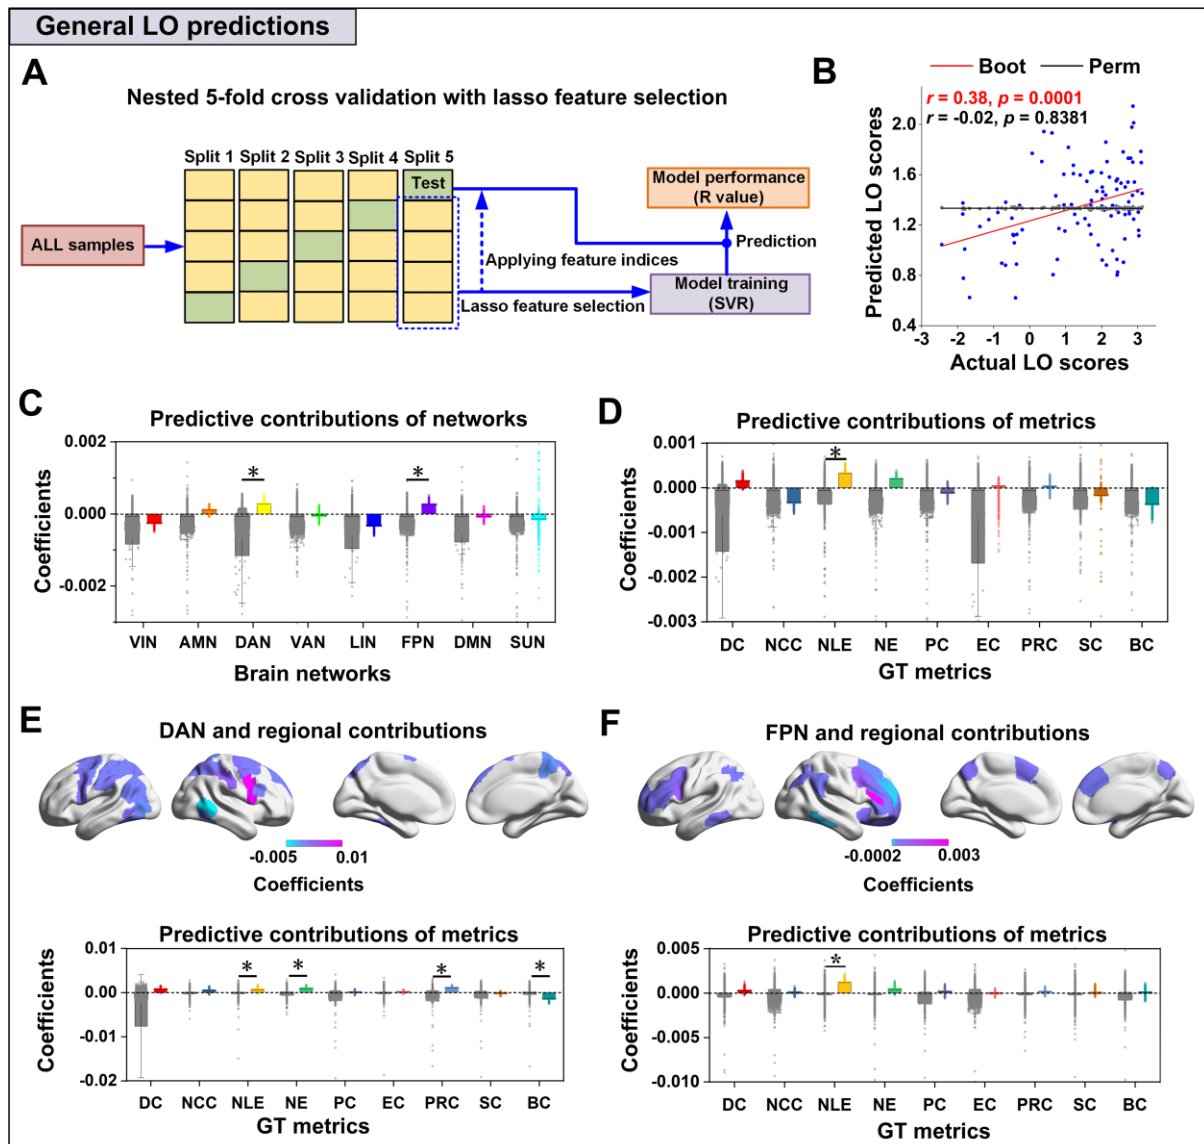 General LO predictions
A
Nested 5-fold cross validation with lasso feature selection
Split 1 Split 2 Split 3 Split 4 Split 5
Test
ALL samples
Applying feature indices
Lasso feature selection
Model performance
(R value)
Prediction
Model training
(SVR)
B
Boot Perm
r = 0.38, p = 0.0001
r = -0.02, p = 0.8381
Predicted LO scores
2.0
1.6
1.2
0.8
0.4
-3 -2 -1 0 1 2 3
Actual LO scores
C
Predictive contributions of networks
Coefficients
0.002
0.000
-0.002
* *
VIN AMN DAN VAN LIN FPN DMN SUN
Brain networks
D
Predictive contributions of metrics
Coefficients
0.001
0.000
-0.001
-0.002
-0.003
*
DC NCC NLE NE PC EC PRC SC BC
GT metrics
E
DAN and regional contributions
-0.005 0.01
Coefficients
Predictive contributions of metrics
Coefficients
0.01
0.00
-0.01
-0.02
* * * *
DC NCC NLE NE PC EC PRC SC BC
GT metrics
F
FPN and regional contributions
-0.0002 0.003
Coefficients
Predictive contributions of metrics
Coefficients
0.005
0.000
-0.005
-0.010
*
DC NCC NLE NE PC EC PRC SC BC
GT metrics